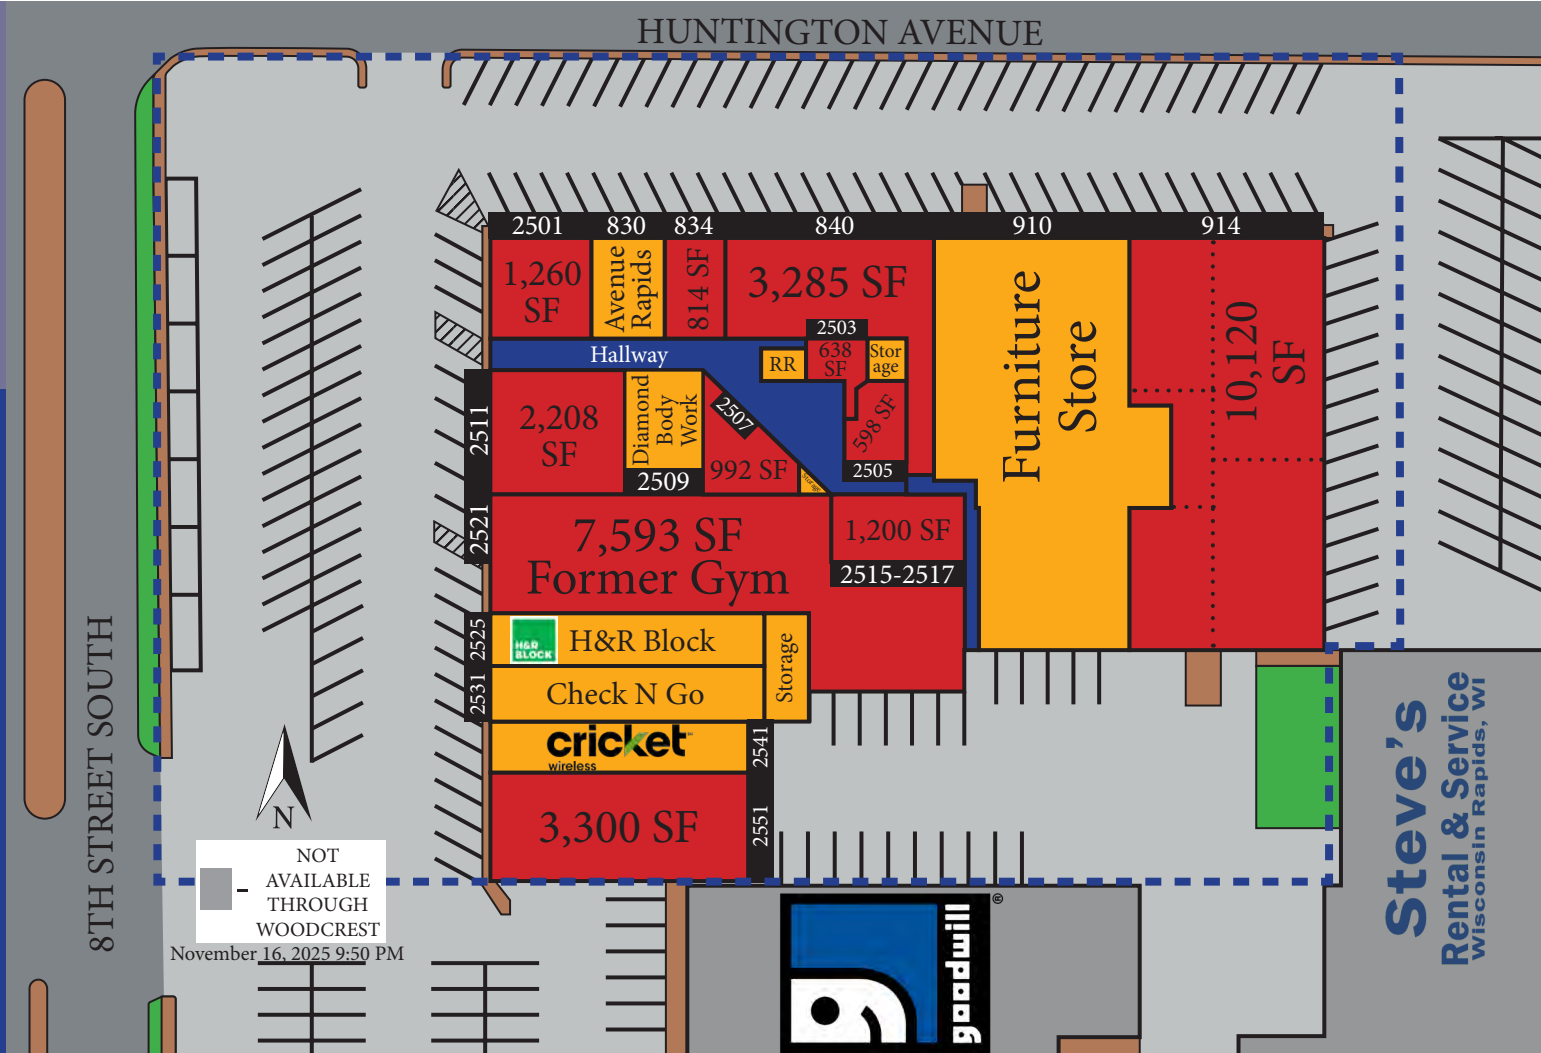 HUNTINGTON AVENUE
2501
830
834
840
910
914
1,260
SF
Avenue
Rapids
814 SF
3,285 SF
Furniture
Store
10,120
SF
2503
Hallway
RR
638
SF
Stor
age
2511
2,208
SF
Diamond
Body
Work
2507
598 SF
992 SF
2509
2505
2521
7,593 SF
Former Gym
1,200 SF
2515-2517
2525
H&R
BLOCK
H&R Block
Storage
2531
Check N Go
cricket
wireless
2541
3,300 SF
2551
8TH STREET SOUTH
N
NOT
AVAILABLE
THROUGH
WOODCREST
November 16, 2025 9:50 PM
goodwill
®
Steve's
Rental & Service
Wisconsin Rapids, WI